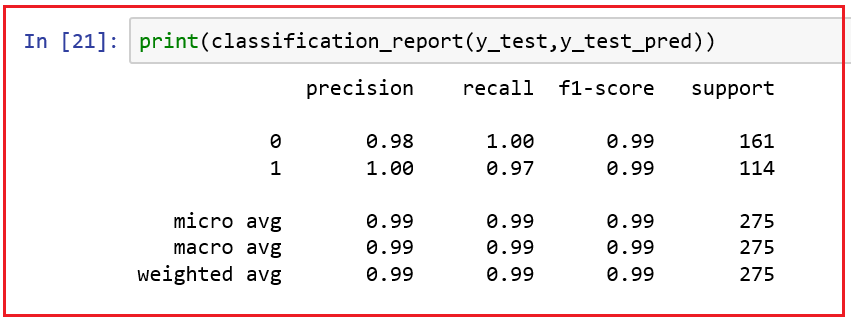 In [21]: print(classification_report(y_test,y_test_pred))
precision recall f1-score support
0 0.98 1.00 0.99 161
1 1.00 0.97 0.99 114
micro avg 0.99 0.99 0.99 275
macro avg 0.99 0.99 0.99 275
weighted avg 0.99 0.99 0.99 275